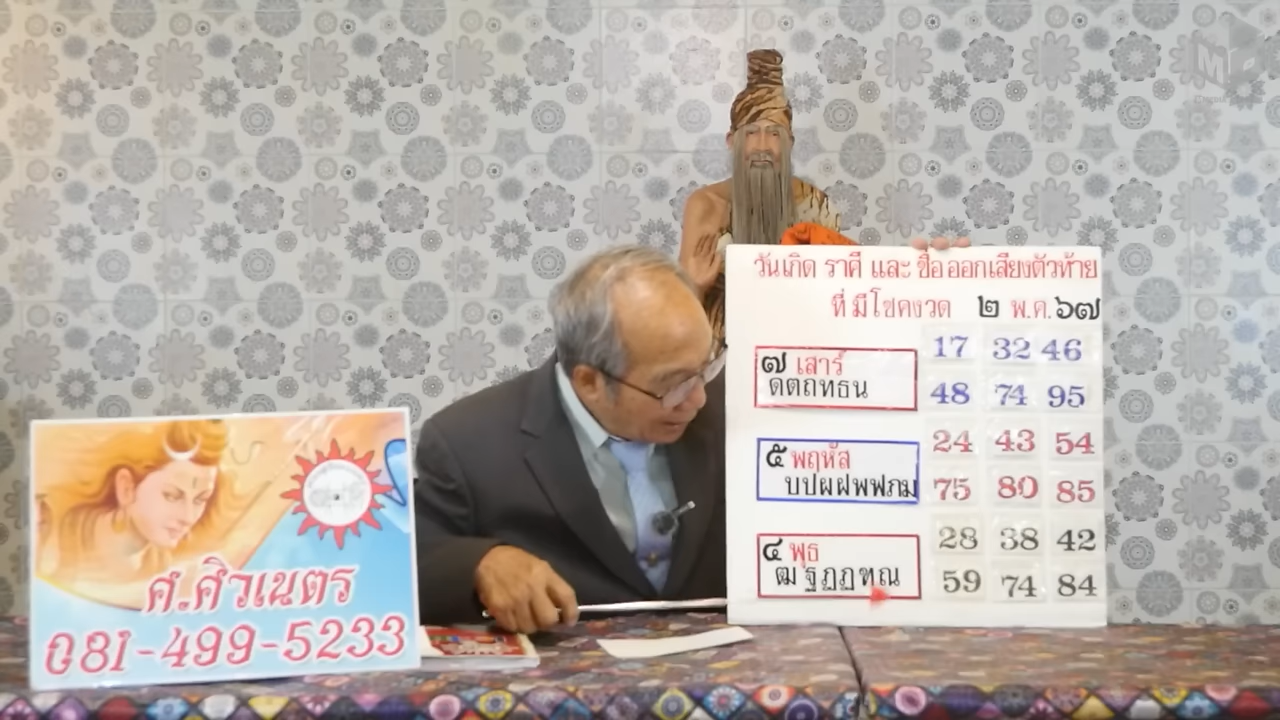 M
วันเกิด ราศี และ ชื่อ ออกเสียงตัวท้าย
ที่ มีโชคงวด ๒ พ.ค. ๖๗
๗ เสาร์
ดตถทธน
17 32 46
48 74 95
๕ พฤหัส
บปผฝพฟภม
24 43 54
75 80 85
๔ พุธ
ฒฐฎฏฑณ
28 38 42
59 74 84
ศ.ศิวเนตร
081-499-5233